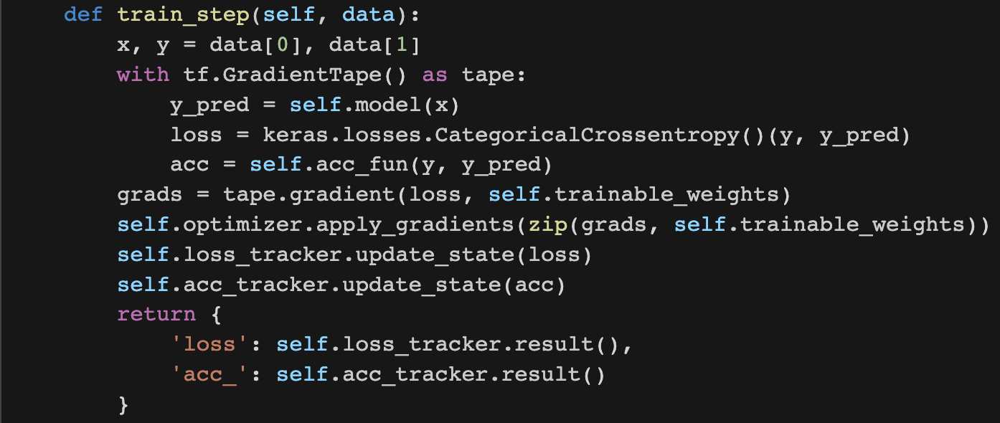 def train_step(self, data):
    x, y = data[0], data[1]
    with tf.GradientTape() as tape:
        y_pred = self.model(x)
        loss = keras.losses.CategoricalCrossentropy()(y, y_pred)
        acc = self.acc_fun(y, y_pred)
    grads = tape.gradient(loss, self.trainable_weights)
    self.optimizer.apply_gradients(zip(grads, self.trainable_weights))
    self.loss_tracker.update_state(loss)
    self.acc_tracker.update_state(acc)
    return {
        'loss': self.loss_tracker.result(),
        'acc_': self.acc_tracker.result()
    }